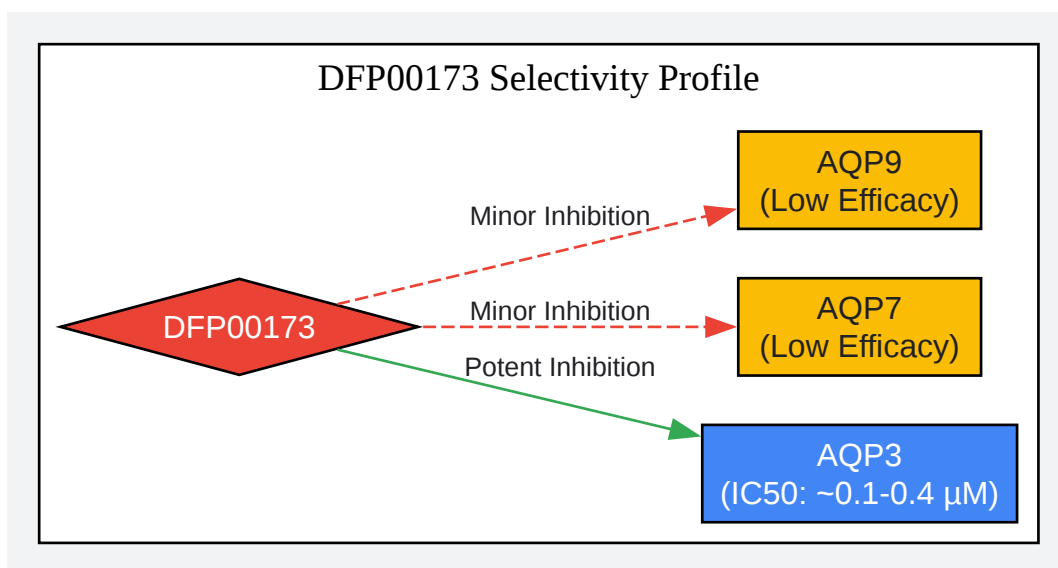 DFP00173 Selectivity Profile
AQP9
(Low Efficacy)
Minor Inhibition
DFP00173
Minor Inhibition
AQP7
(Low Efficacy)
Potent Inhibition
AQP3
(IC50: ~0.1-0.4 µM)